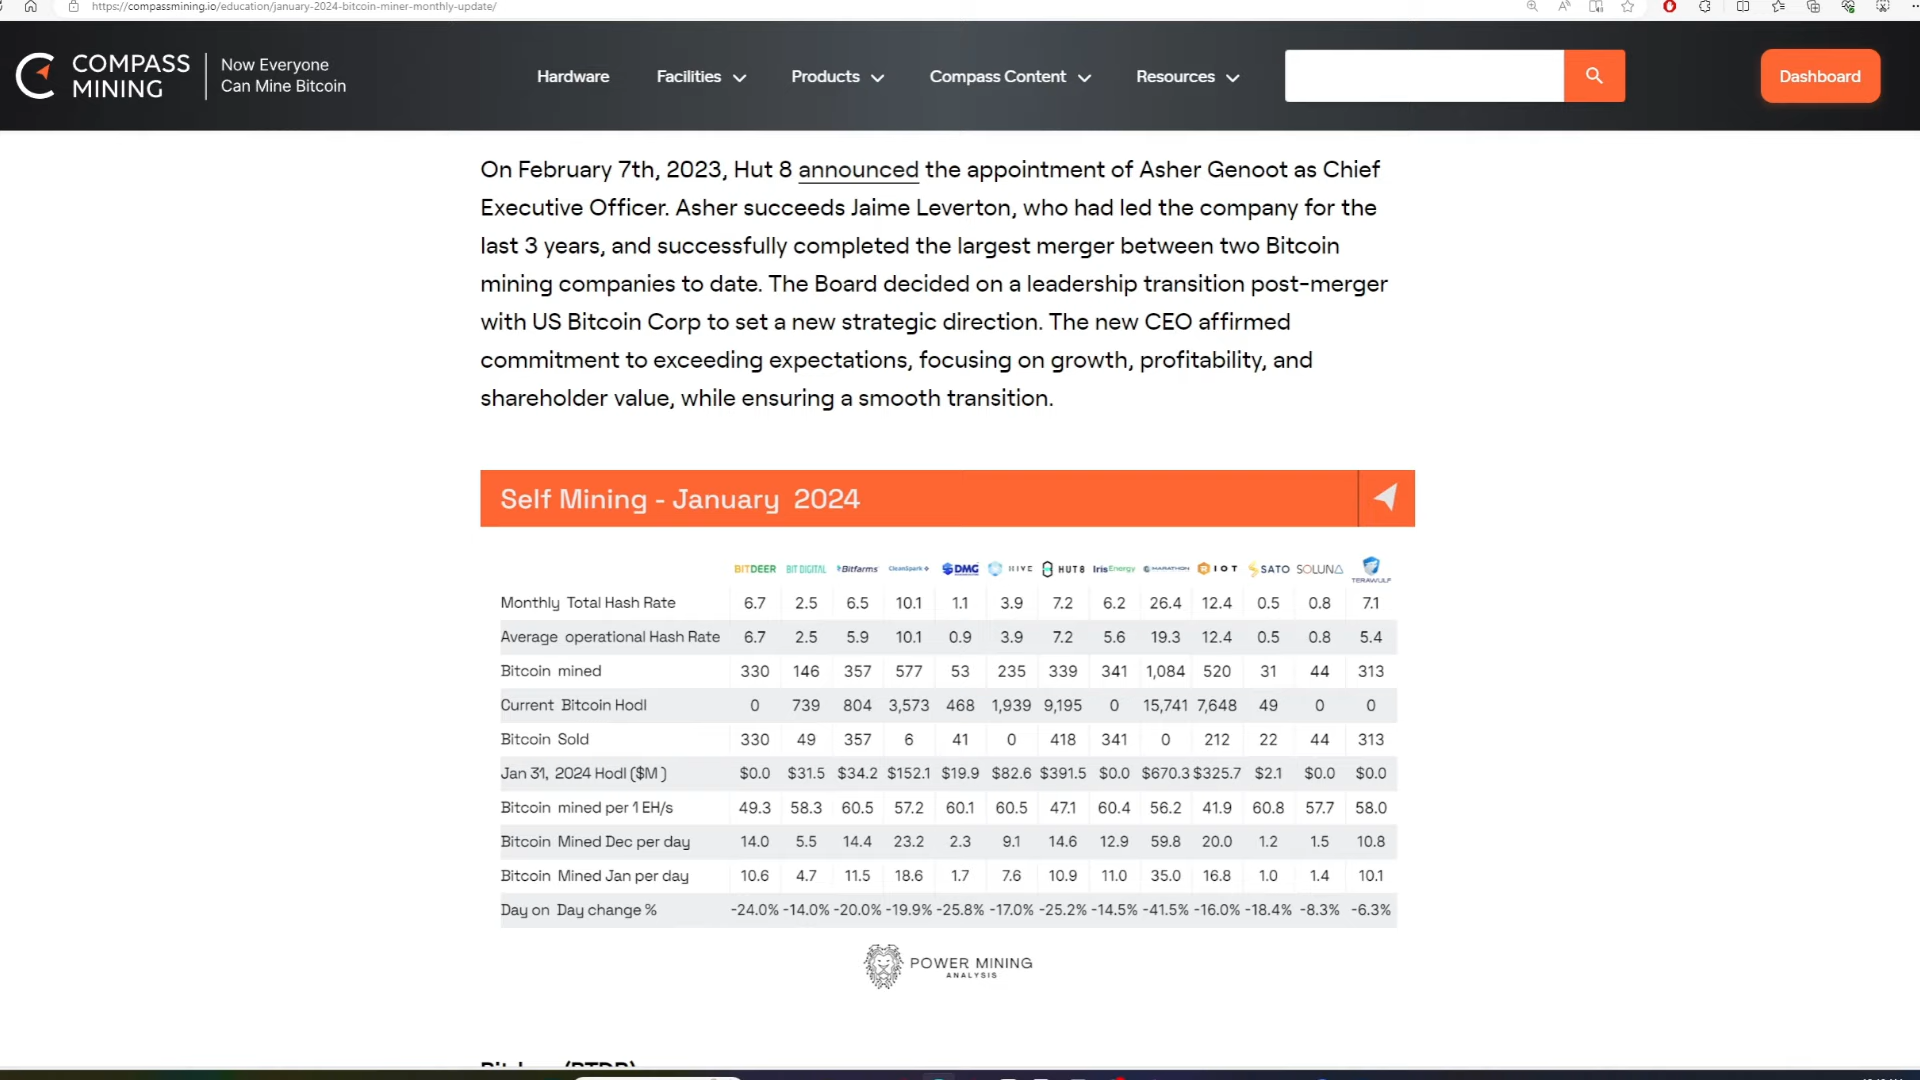 https://compassmining.io/education/january-2024-bitcoin-miner-monthly-update/
COMPASS MINING
Now Everyone
Can Mine Bitcoin
Hardware Facilities Products Compass Content Resources Dashboard
On February 7th, 2023, Hut 8 announced the appointment of Asher Genoot as Chief
Executive Officer. Asher succeeds Jaime Leverton, who had led the company for the
last 3 years, and successfully completed the largest merger between two Bitcoin
mining companies to date. The Board decided on a leadership transition post-merger
with US Bitcoin Corp to set a new strategic direction. The new CEO affirmed
commitment to exceeding expectations, focusing on growth, profitability, and
shareholder value, while ensuring a smooth transition.
Self Mining - January 2024
BITDEER BIT DIGITAL Bitfarms CleanSpark DMG HIVE HUT8 IrisEnergy MARATHON RIOT SATO SOLUNA TERAWULF
Monthly Total Hash Rate 6.7 2.5 6.5 10.1 1.1 3.9 7.2 6.2 26.4 12.4 0.5 0.8 7.1
Average operational Hash Rate 6.7 2.5 5.9 10.1 0.9 3.9 7.2 5.6 19.3 12.4 0.5 0.8 5.4
Bitcoin mined 330 146 357 577 53 235 339 341 1,084 520 31 44 313
Current Bitcoin Hodl 0 739 804 3,573 468 1,939 9,195 0 15,741 7,648 49 0 0
Bitcoin Sold 330 49 357 6 41 0 418 341 0 212 22 44 313
Jan 31, 2024 Hodl ($M) $0.0 $31.5 $34.2 $152.1 $19.9 $82.6 $391.5 $0.0 $670.3 $325.7 $2.1 $0.0 $0.0
Bitcoin mined per 1 EH/s 49.3 58.3 60.5 57.2 60.1 60.5 47.1 60.4 56.2 41.9 60.8 57.7 58.0
Bitcoin Mined Dec per day 14.0 5.5 14.4 23.2 2.3 9.1 14.6 12.9 59.8 20.0 1.2 1.5 10.8
Bitcoin Mined Jan per day 10.6 4.7 11.5 18.6 1.7 7.6 10.9 11.0 35.0 16.8 1.0 1.4 10.1
Day on Day change % -24.0% -14.0% -20.0% -19.9% -25.8% -17.0% -25.2% -14.5% -41.5% -16.0% -18.4% -8.3% -6.3%
POWER MINING
ANALYSIS